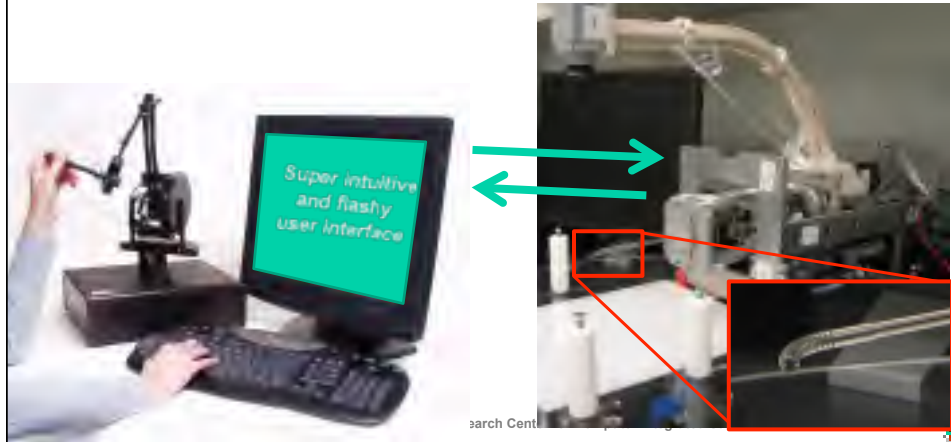 Super intuitive
and flashy
user interface
earch Cent